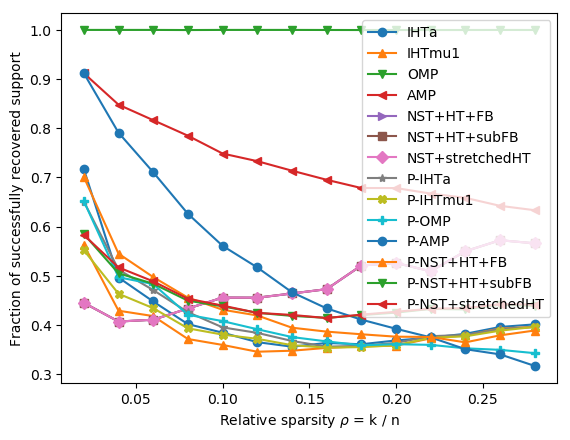 1.0
0.9
0.8
0.7
0.6
0.5
0.4
0.3
Fraction of successfully recovered support
IHTa
IHTmu1
OMP
AMP
NST+HT+FB
NST+HT+subFB
NST+stretchedHT
P-IHTa
P-IHTmu1
P-OMP
P-AMP
P-NST+HT+FB
P-NST+HT+subFB
P-NST+stretchedHT
0.05 0.10 0.15 0.20 0.25
Relative sparsity ρ = k / n